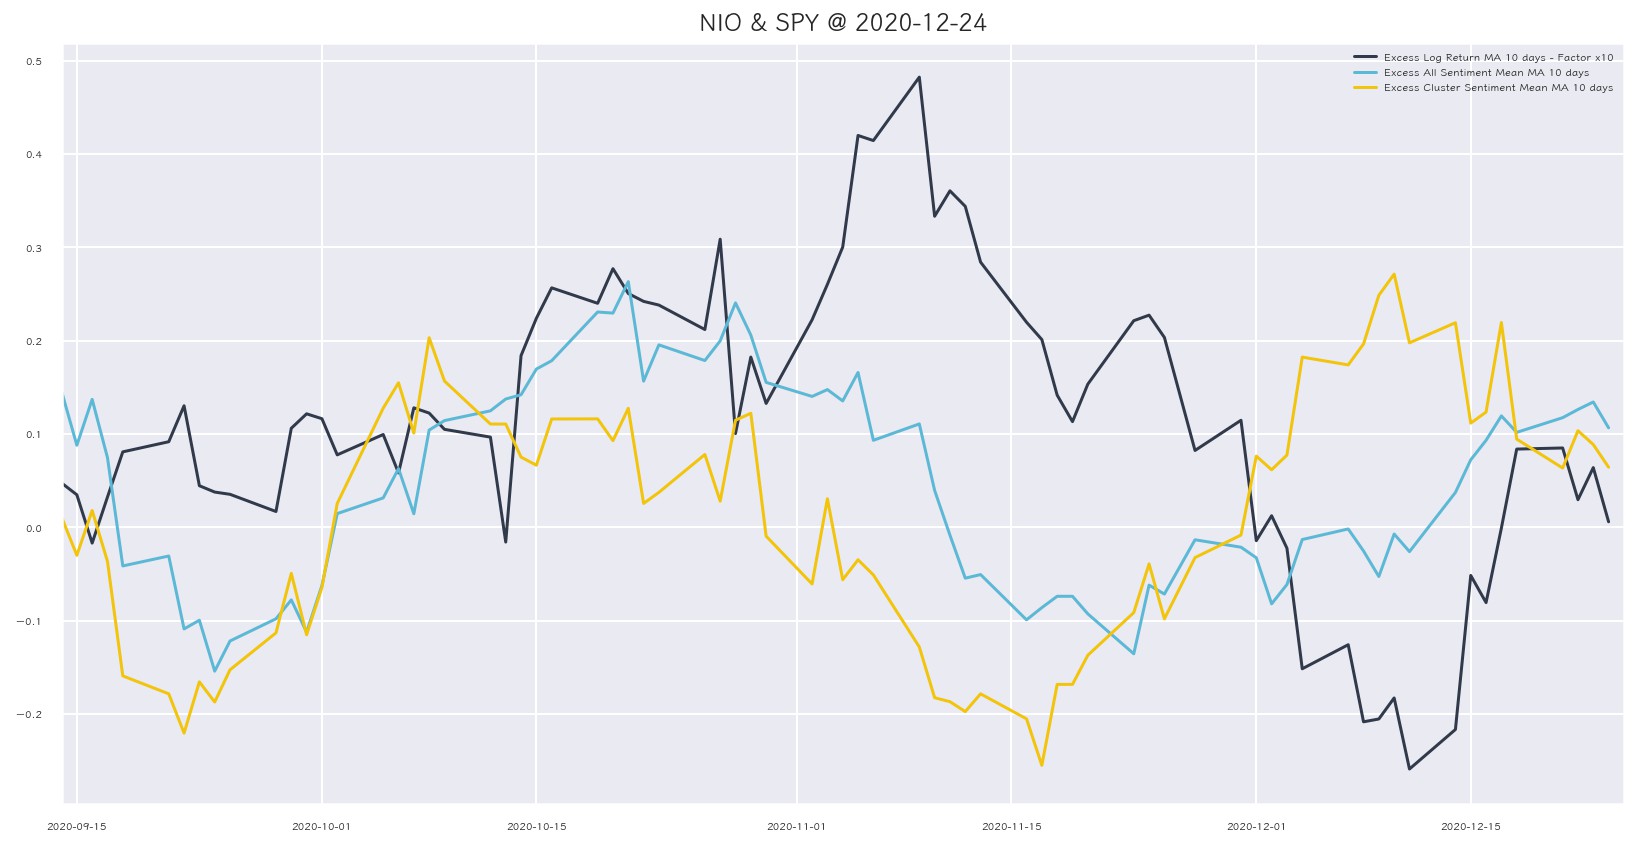 NIO & SPY @ 2020-12-24
Excess Log Return MA 10 days - Factor x10
Excess All Sentiment Mean MA 10 days
Excess Cluster Sentiment Mean MA 10 days
0.5
0.4
0.3
0.2
0.1
0.0
−0.1
−0.2
2020-09-15 2020-10-01 2020-10-15 2020-11-01 2020-11-15 2020-12-01 2020-12-15